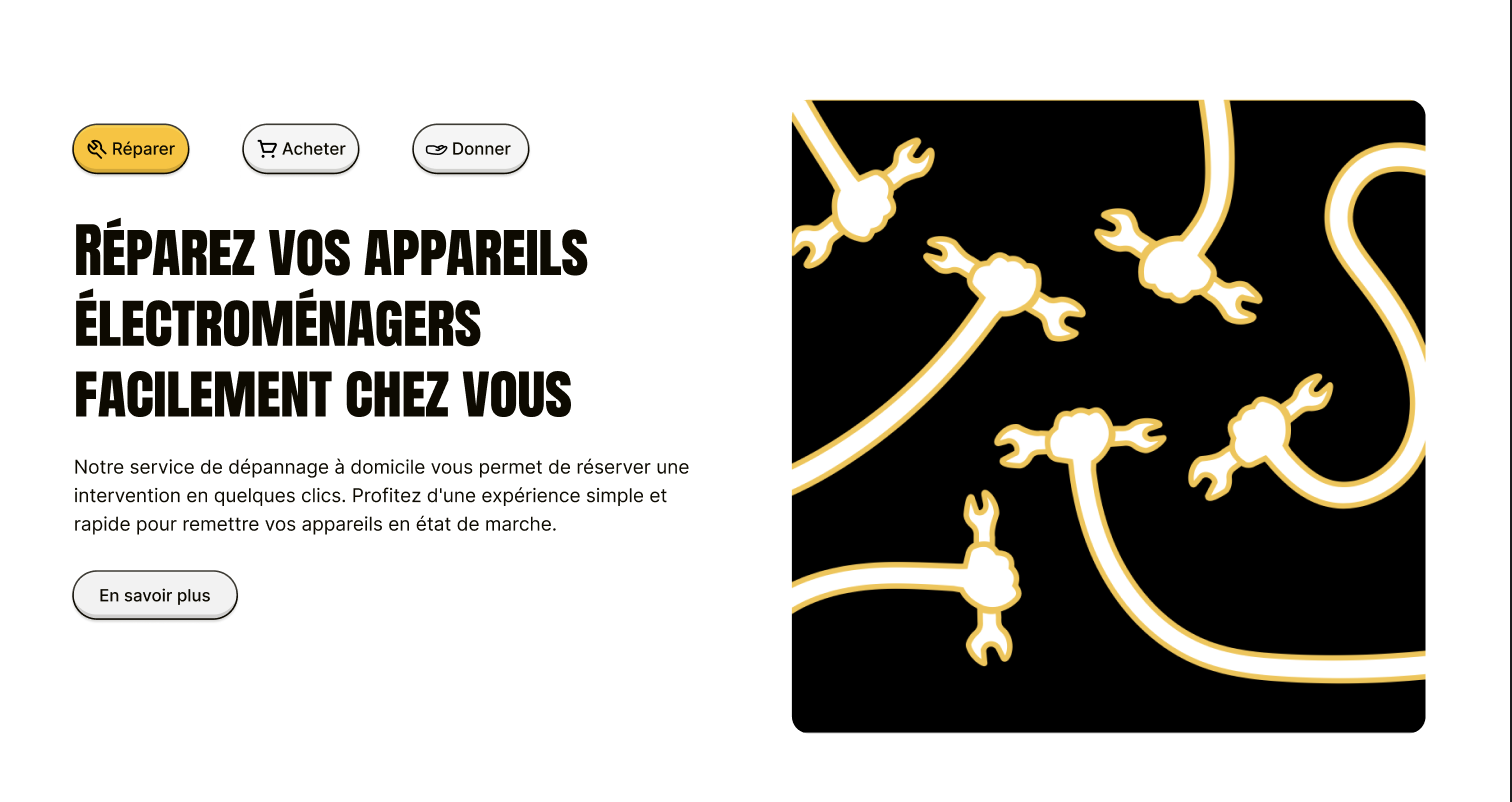 Réparer
Acheter
Donner
Réparez vos appareils
électroménagers
facilement chez vous
Notre service de dépannage à domicile vous permet de réserver une
intervention en quelques clics. Profitez d'une expérience simple et
rapide pour remettre vos appareils en état de marche.
En savoir plus